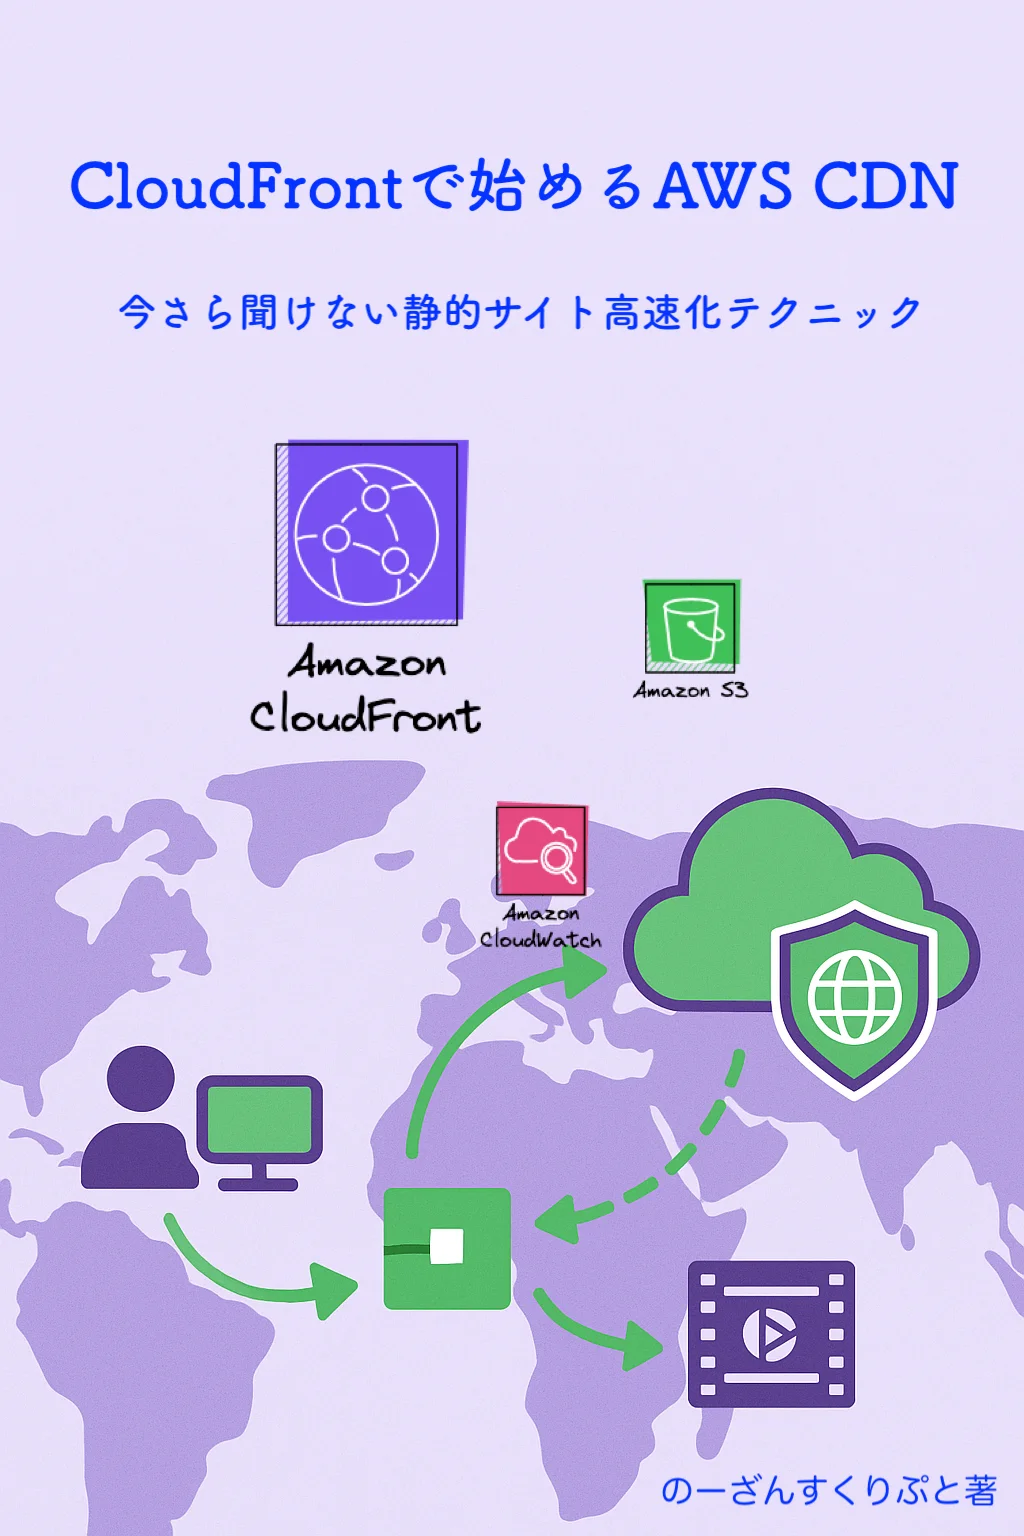 CloudFrontで始めるAWS CDN
今さら聞けない静的サイト高速化テクニック
Amazon
CloudFront
Amazon S3
Amazon
CloudWatch
のーざんすくりぷと著